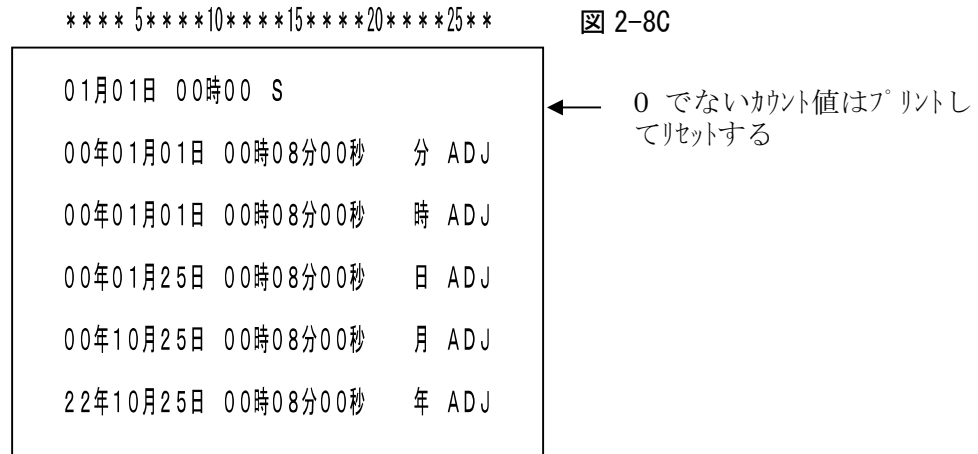 **** 5****10****15****20****25** 図 2-8C
01月01日 00時00 S
0 でないｶｳﾝﾄ値はﾌﾟﾘﾝﾄし
てﾘｾｯﾄする
00年01月01日 00時08分00秒 分 ADJ
00年01月01日 00時08分00秒 時 ADJ
00年01月25日 00時08分00秒 日 ADJ
00年10月25日 00時08分00秒 月 ADJ
22年10月25日 00時08分00秒 年 ADJ